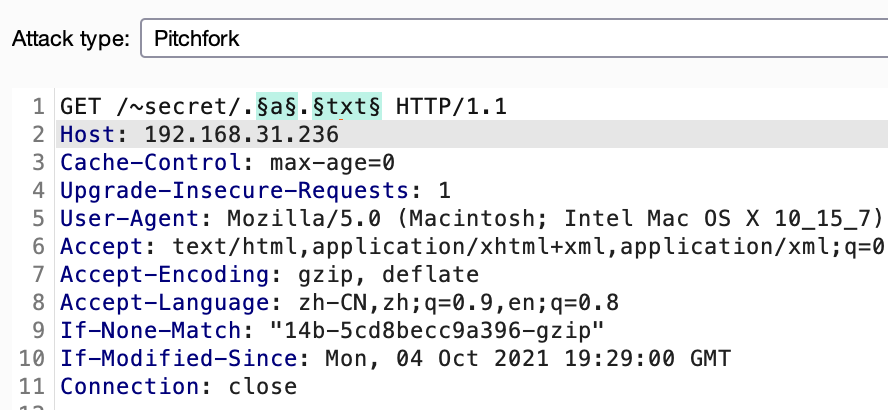 Attack type: Pitchfork
1 GET /~secret/.§a§.§txt§ HTTP/1.1
2 Host: 192.168.31.236
3 Cache-Control: max-age=0
4 Upgrade-Insecure-Requests: 1
5 User-Agent: Mozilla/5.0 (Macintosh; Intel Mac OS X 10_15_7)
6 Accept: text/html,application/xhtml+xml,application/xml;q=0
7 Accept-Encoding: gzip, deflate
8 Accept-Language: zh-CN,zh;q=0.9,en;q=0.8
9 If-None-Match: "14b-5cd8becc9a396-gzip"
10 If-Modified-Since: Mon, 04 Oct 2021 19:29:00 GMT
11 Connection: close